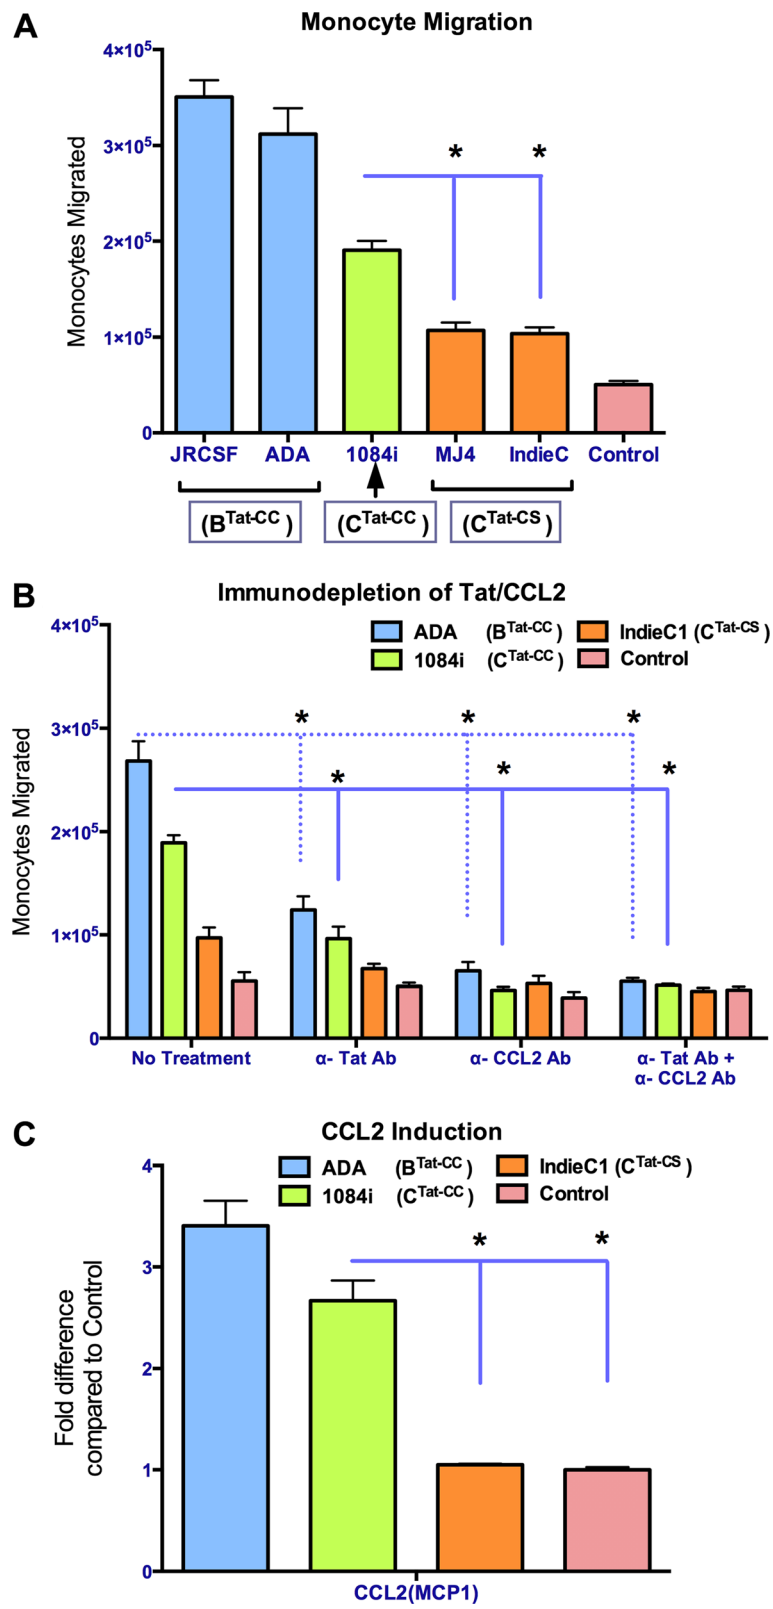 A
Monocyte Migration
Monocytes Migrated
4×10⁵
3×10⁵
2×10⁵
1×10⁵
0
* *
JRCSF ADA 1084i MJ4 IndieC Control
(B^Tat-CC ) (C^Tat-CC ) (C^Tat-CS )
B
Immunodepletion of Tat/CCL2
ADA (B^Tat-CC ) IndieC1 (C^Tat-CS )
1084i (C^Tat-CC ) Control
Monocytes Migrated
4×10⁵
3×10⁵
2×10⁵
1×10⁵
0
* * *
* * *
No Treatment α- Tat Ab α- CCL2 Ab α- Tat Ab +
α- CCL2 Ab
C
CCL2 Induction
ADA (B^Tat-CC ) IndieC1 (C^Tat-CS )
1084i (C^Tat-CC ) Control
Fold difference
compared to Control
4
3
2
1
0
* *
CCL2(MCP1)